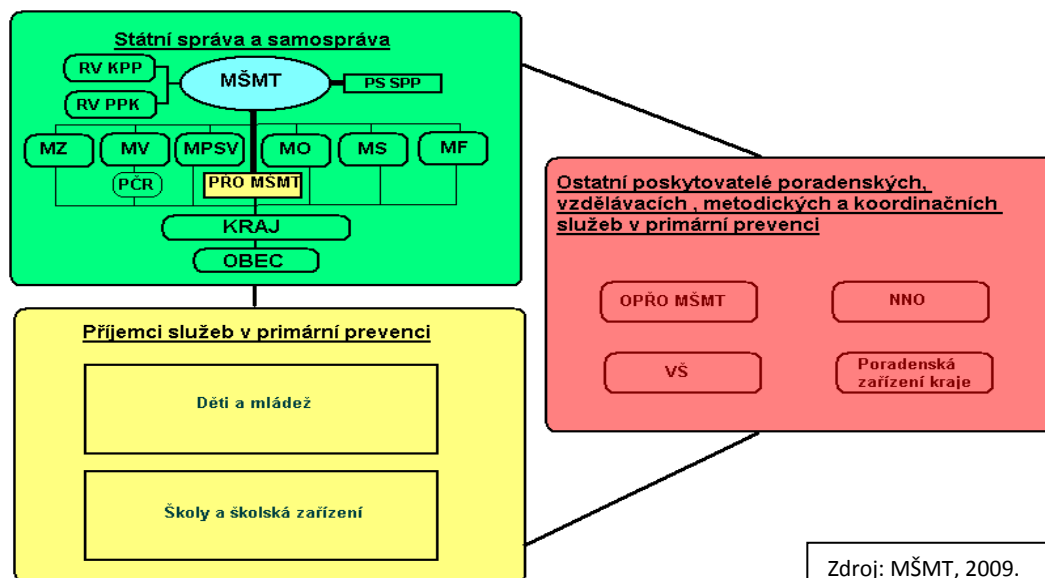 Státní správa a samospráva
RV KPP
MŠMT
PS SPP
RV PPK
MZ
MV
MPSV
MO
MS
MF
PČR
PŘO MŠMT
KRAJ
OBEC
Ostatní poskytovatelé poradenských,
vzdělávacích , metodických a koordinačních
služeb v primární prevenci
OPŘO MŠMT
NNO
VŠ
Poradenská
zařízení kraje
Příjemci služeb v primární prevenci
Děti a mládež
Školy a školská zařízení
Zdroj: MŠMT, 2009.